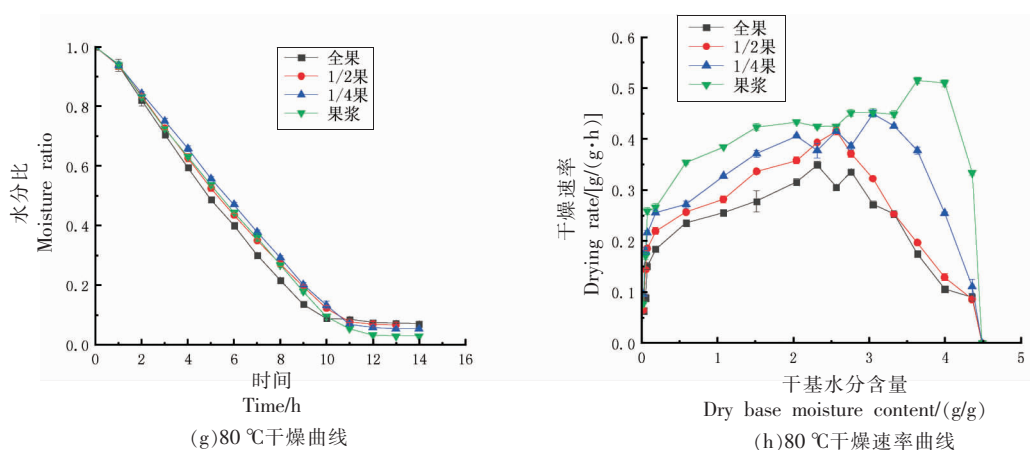 1.0
0.8
0.6
0.4
0.2
0.0
水分比
Moisture ratio
全果
1/2果
1/4果
果浆
0 2 4 6 8 10 12 14 16
时间
Time/h
(g)80 ℃干燥曲线
全果
1/2果
1/4果
果浆
0.6
0.5
0.4
0.3
0.2
0.1
0.0
干燥速率
Drying rate/[g/(g·h)]
0 1 2 3 4 5
干基水分含量
Dry base moisture content/(g/g)
(h)80 ℃干燥速率曲线